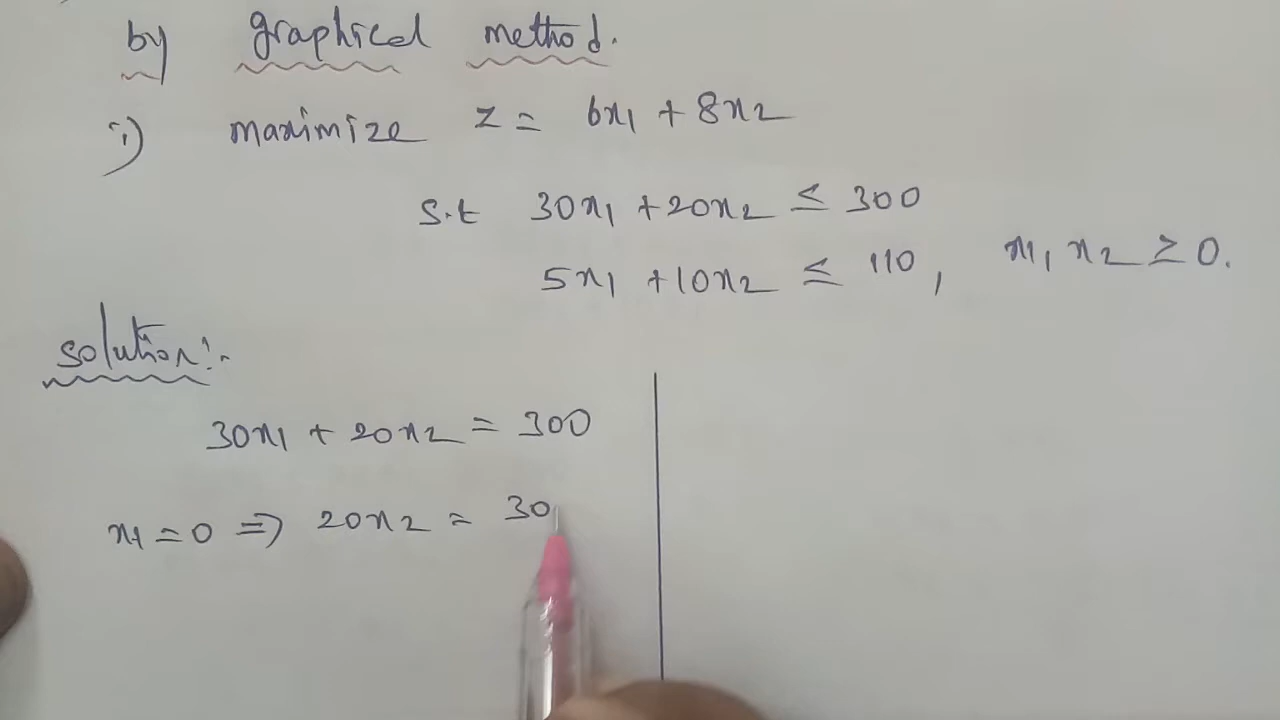 by graphical method.
i) maximize z = 6x1 + 8x2
s.t 30x1 + 20x2 ≤ 300
5x1 + 10x2 ≤ 110, x1, x2 ≥ 0.
solution:-
30x1 + 20x2 = 300
x1 = 0 ⇒ 20x2 = 30